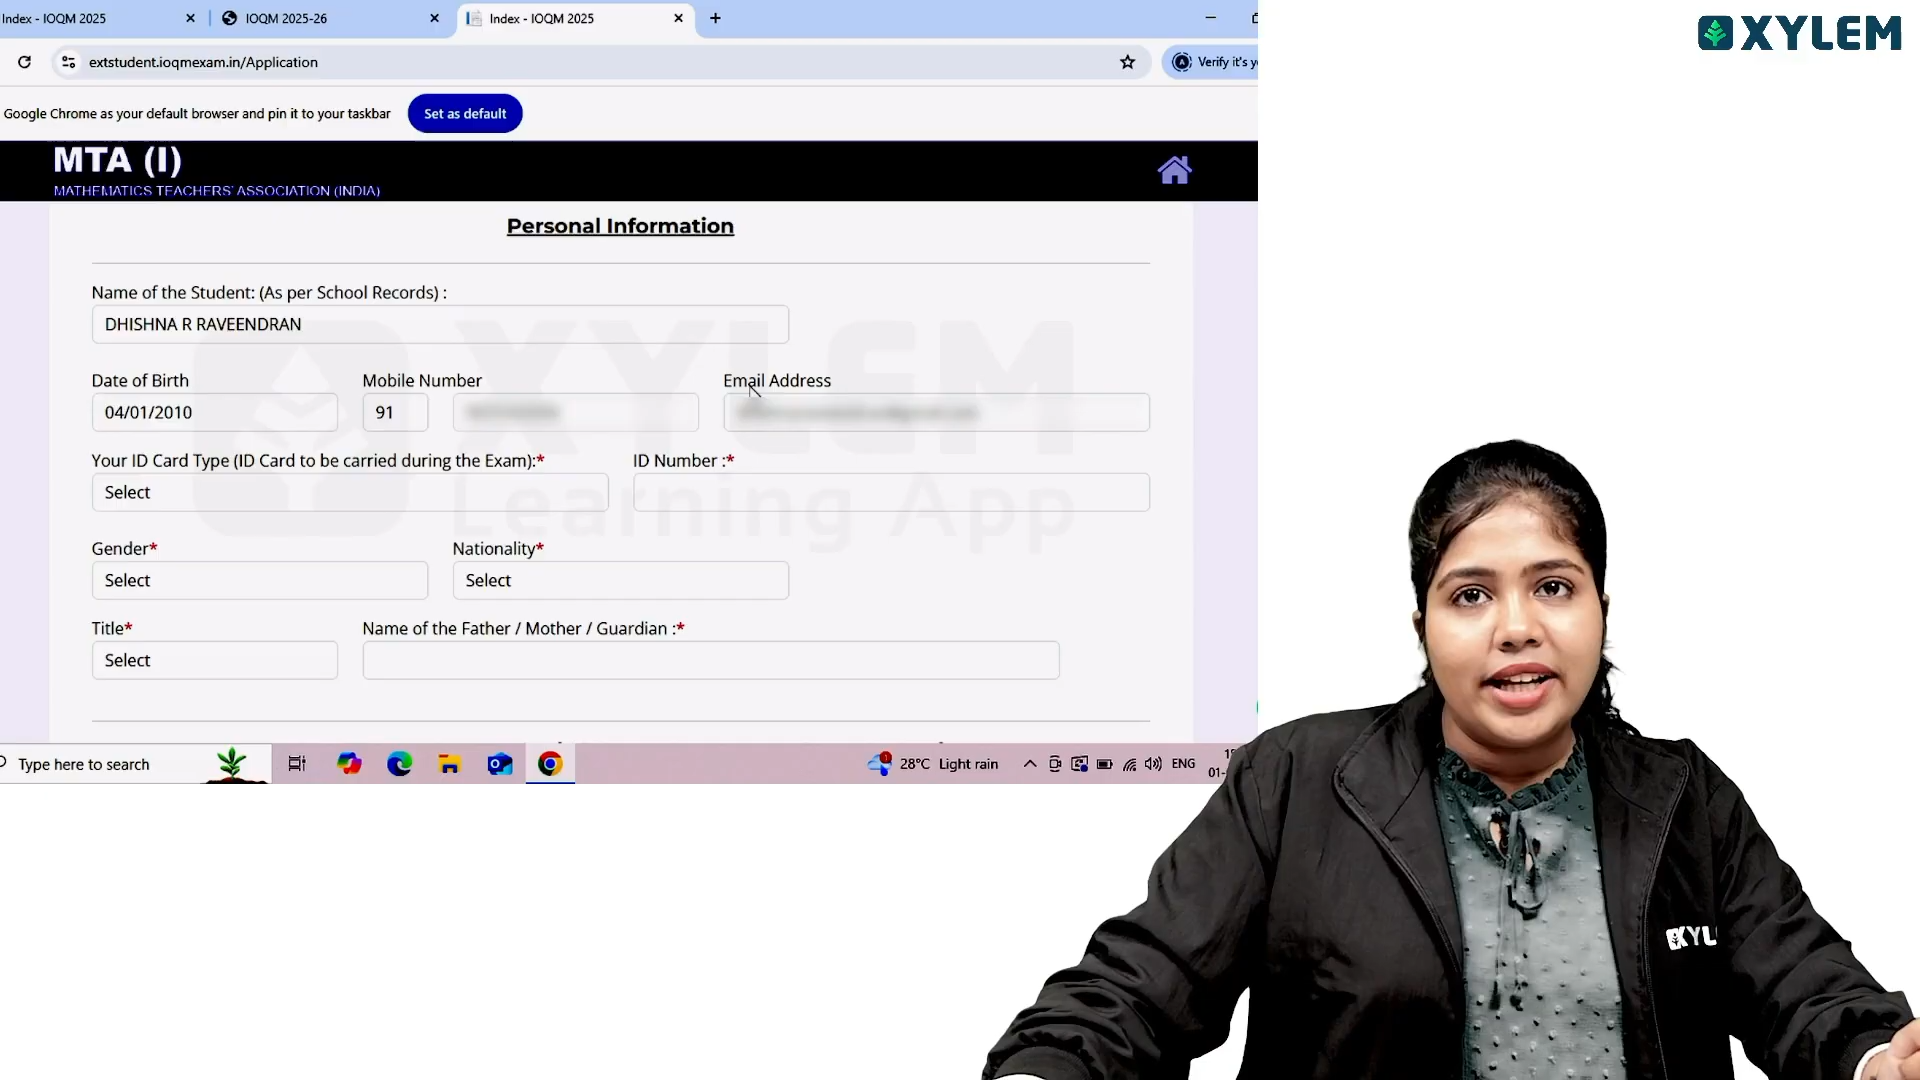 Index - IOQM 2025
IOQM 2025-26
Index - IOQM 2025
extstudent.ioqmexam.in/Application
Verify it's y
Google Chrome as your default browser and pin it to your taskbar
Set as default
XYLEM
MTA (I)
MATHEMATICS TEACHERS' ASSOCIATION (INDIA)
Personal Information
Name of the Student: (As per School Records) :
DHISHNA R RAVEENDRAN
Date of Birth
Mobile Number
Email Address
04/01/2010
91
Your ID Card Type (ID Card to be carried during the Exam):*
ID Number :*
Select
Gender*
Nationality*
Select
Select
Title*
Name of the Father / Mother / Guardian :*
Select
XYLEM
Learning App
Type here to search
28°C Light rain
ENG
01-
XYL